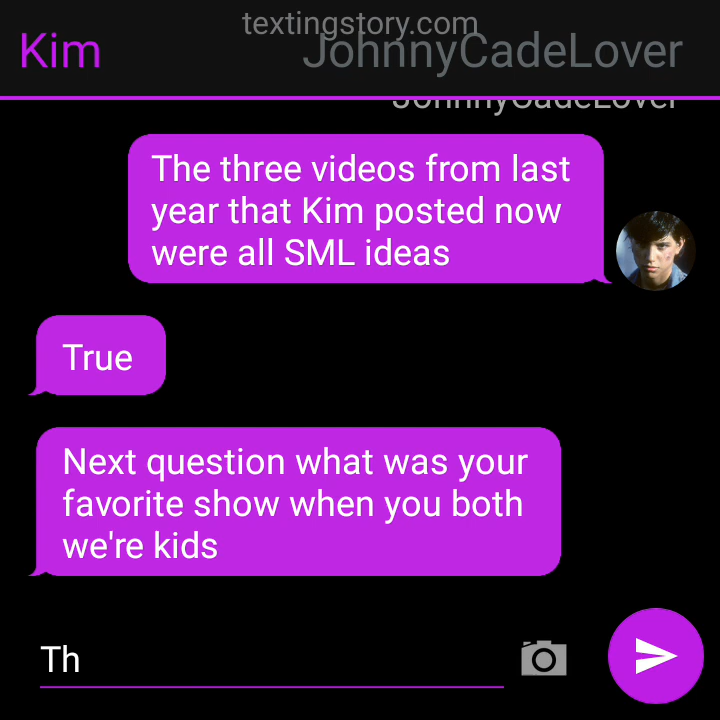 textingstory.com
Kim
JohnnyCadeLover
JohnnyCadeLover
The three videos from last
year that Kim posted now
were all SML ideas
True
Next question what was your
favorite show when you both
we're kids
Th